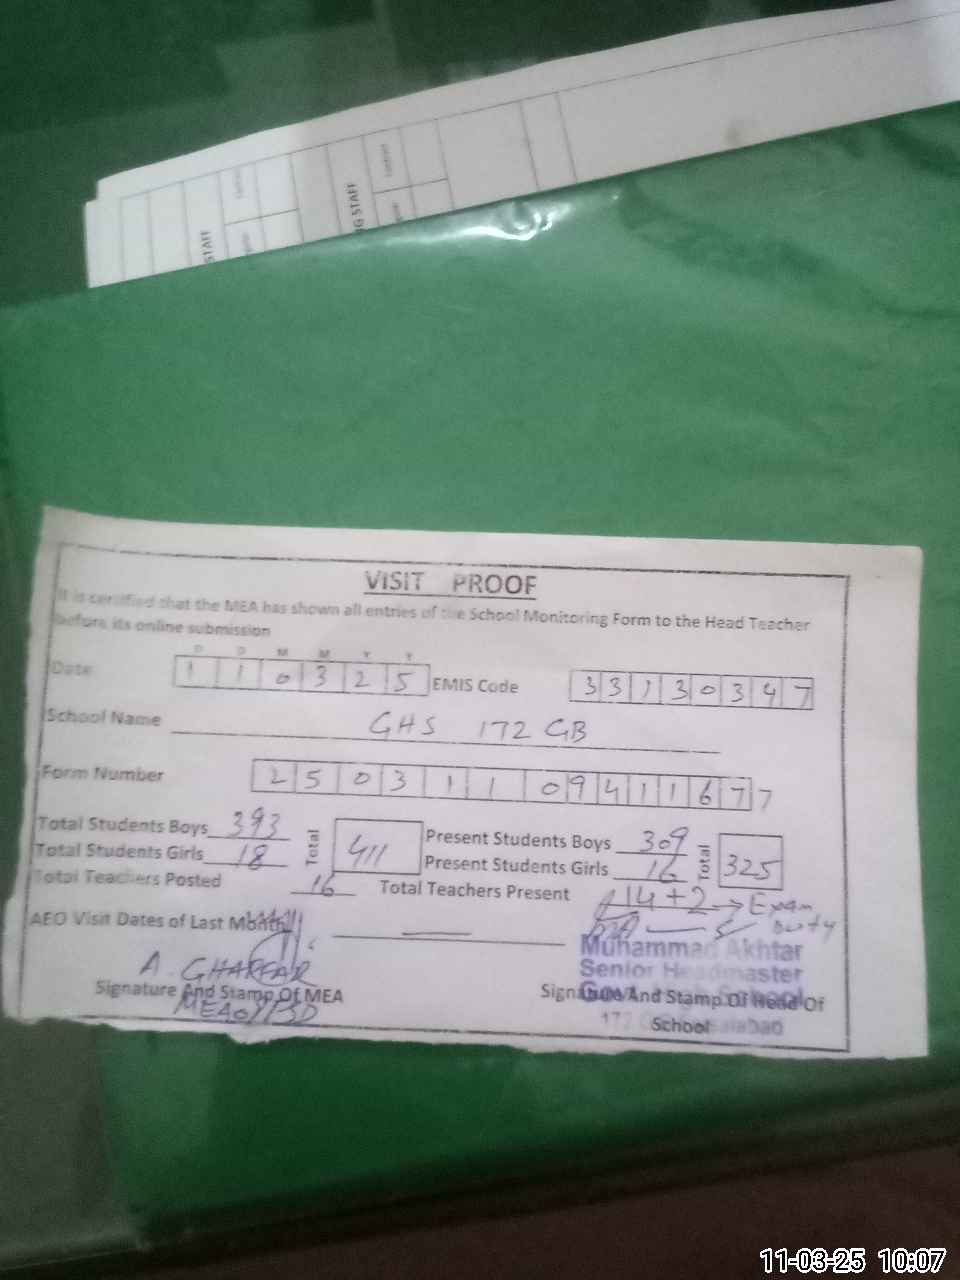 STAFF
G STAFF
VISIT PROOF
It is certified that the MEA has shown all entries of the School Monitoring Form to the Head Teacher
before its online submission
D D M M Y Y
Date 1 1 0 3 2 5 EMIS Code 3 3 1 3 0 3 4 7
School Name GHS 172 GB
Form Number 2 5 0 3 1 1 0 9 4 1 1 6 7 7
Total Students Boys 393 Total 411 Present Students Boys 309 Total 325
Total Students Girls 18 Present Students Girls 16
Total Teachers Posted 16 Total Teachers Present 14+2 → Exam Duty
AEO Visit Dates of Last Month
A. GHAFFAR
Muhammad Akhtar
Senior Headmaster
Signature And Stamp Of MEA
Signature And Stamp Of Head Of
School
11-03-25 10:07